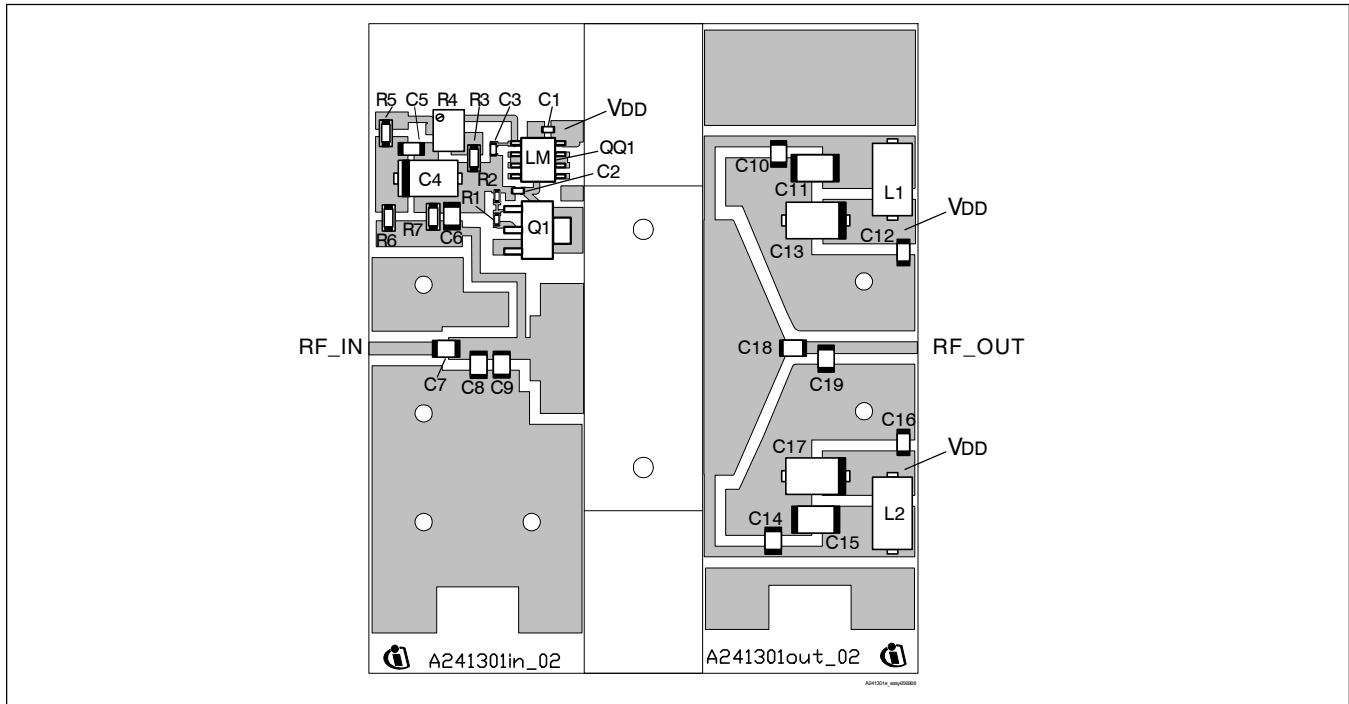 R5 C5 R4 R3 C3 C1 VDD
LM QQ1
C4 R2 C2
R1
R6 R7 C6 Q1
RF_IN
C7 C8 C9
C10 C11 L1
VDD
C13 C12
C18 RF_OUT
C19
C16
C17 VDD
C14 C15 L2
A241301in_02 A241301out_02